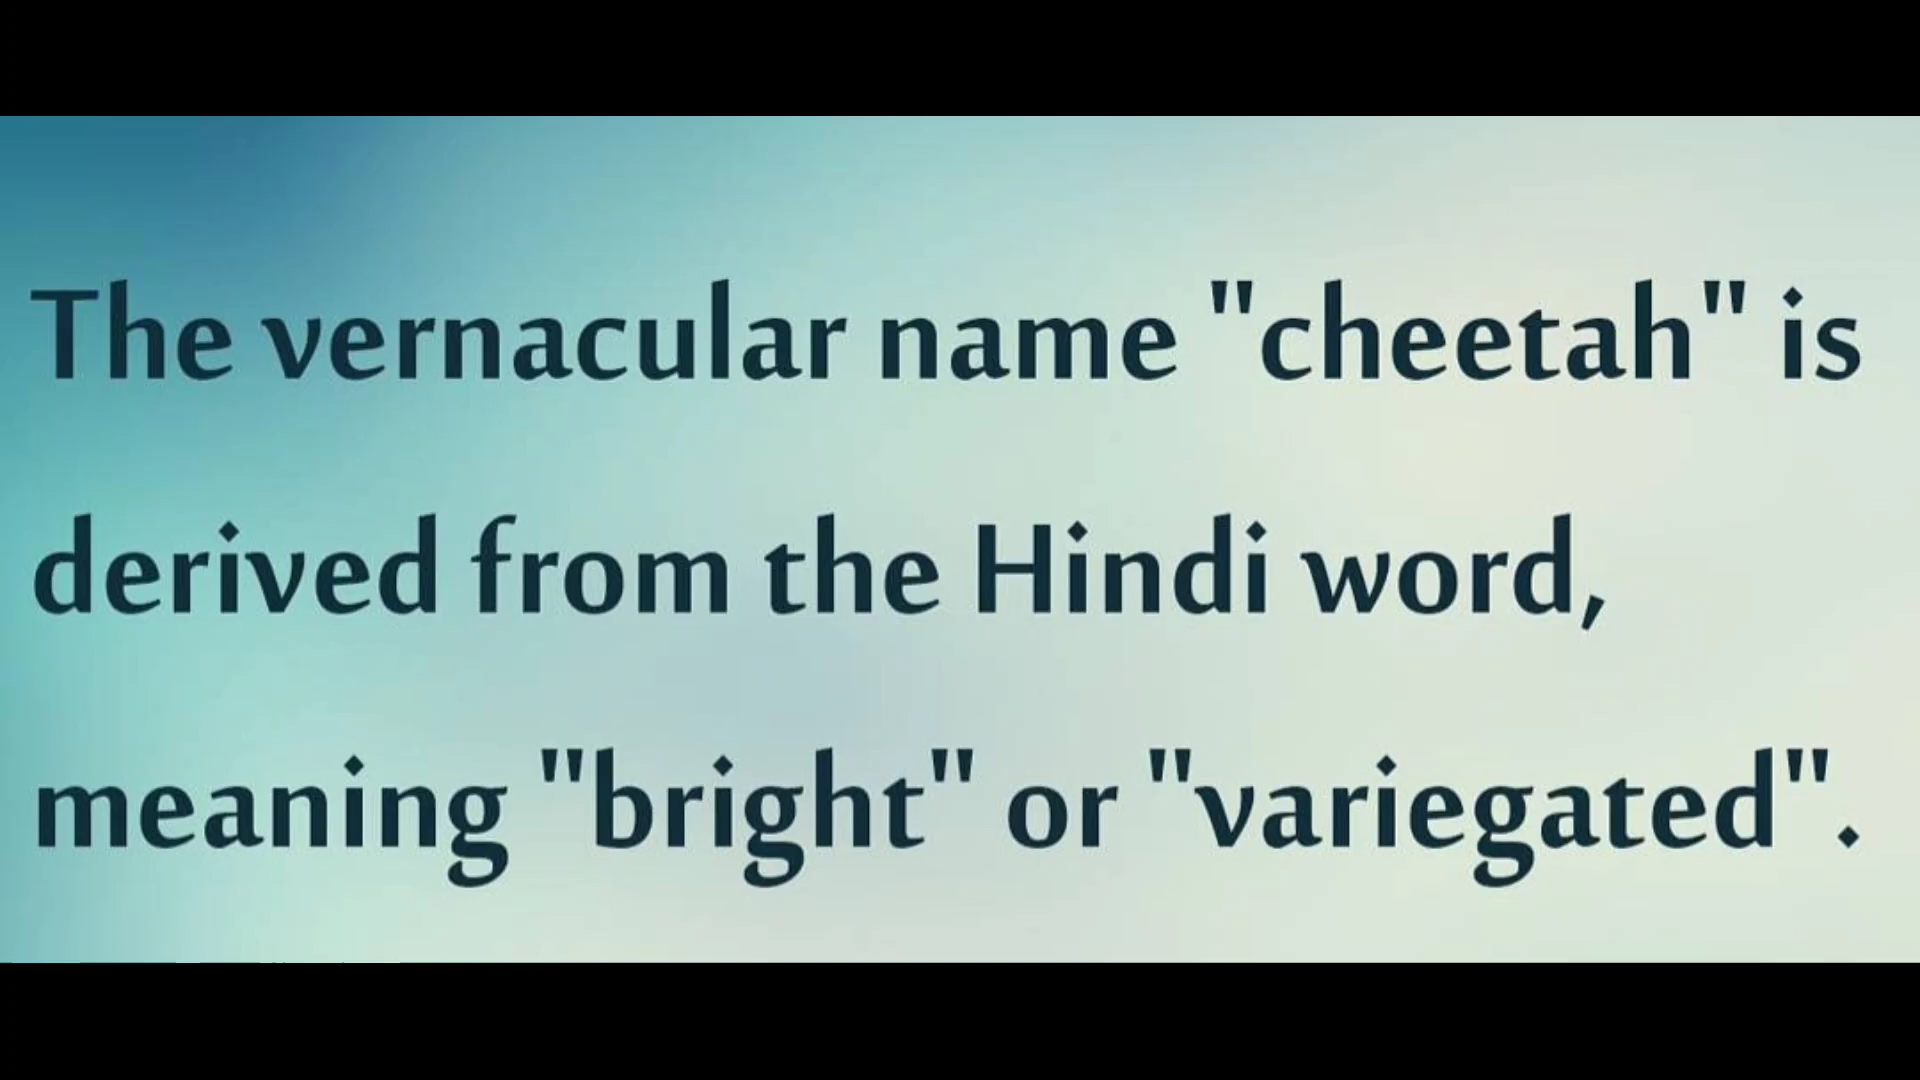 The vernacular name "cheetah" is
derived from the Hindi word,
meaning "bright" or "variegated".